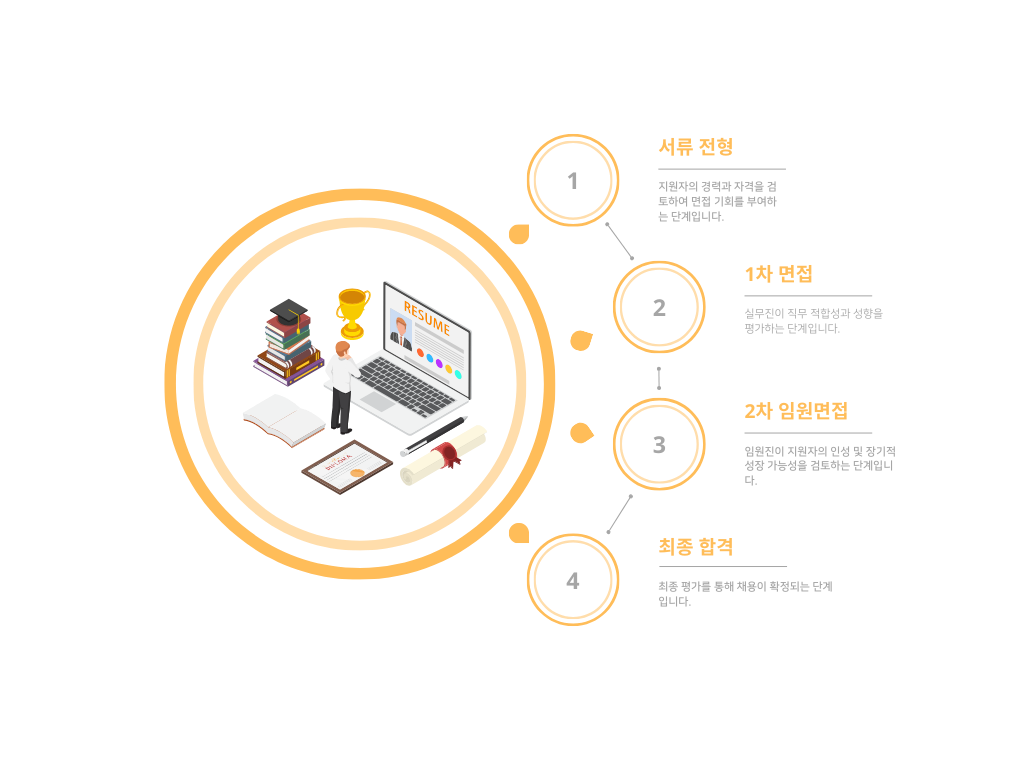 1
서류 전형
지원자의 경력과 자격을 검
토하여 면접 기회를 부여하
는 단계입니다.
2
1차 면접
실무진이 직무 적합성과 성향을
평가하는 단계입니다.
3
2차 임원면접
임원진이 지원자의 인성 및 장기적
성장 가능성을 검토하는 단계입니
다.
4
최종 합격
최종 평가를 통해 채용이 확정되는 단계
입니다.
RESUME
DIPLOMA